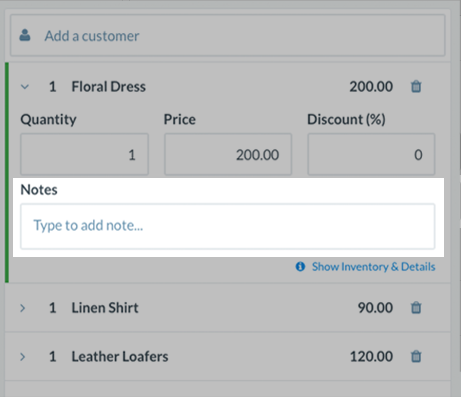 Add a customer
1 Floral Dress 200.00
Quantity Price Discount (%)
1 200.00 0
Notes
Type to add note...
Show Inventory & Details
1 Linen Shirt 90.00
1 Leather Loafers 120.00